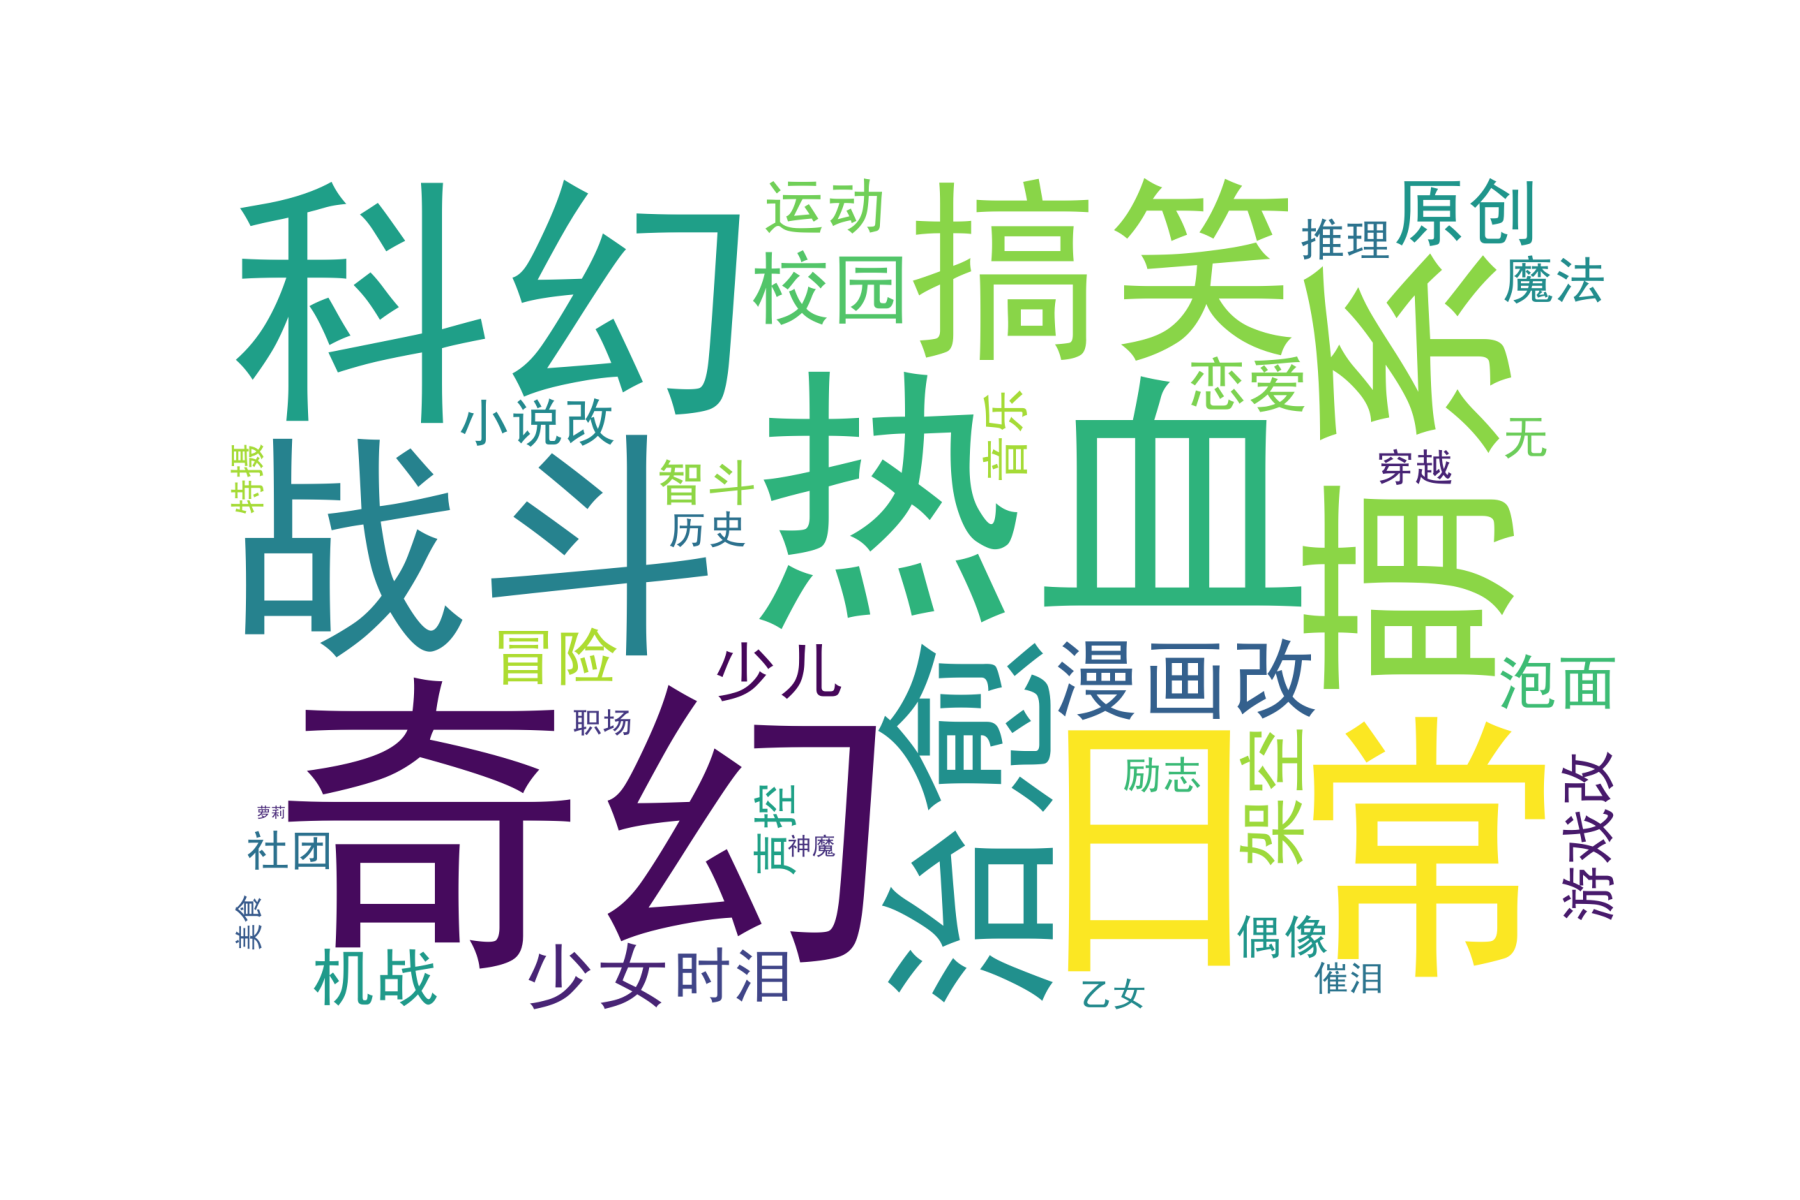 科幻
运动
搞笑
推理
原创
校园
系萌
魔法
小说改
热血
音乐
恋爱
无
特摄
战斗
智斗
历史
穿越
冒险
少儿
治愈
漫画改
泡面
奇幻
职场
日常
励志
架空
游戏改
萝莉
社团
声控
神魔
美食
偶像
机战
少女
时泪
乙女
催泪